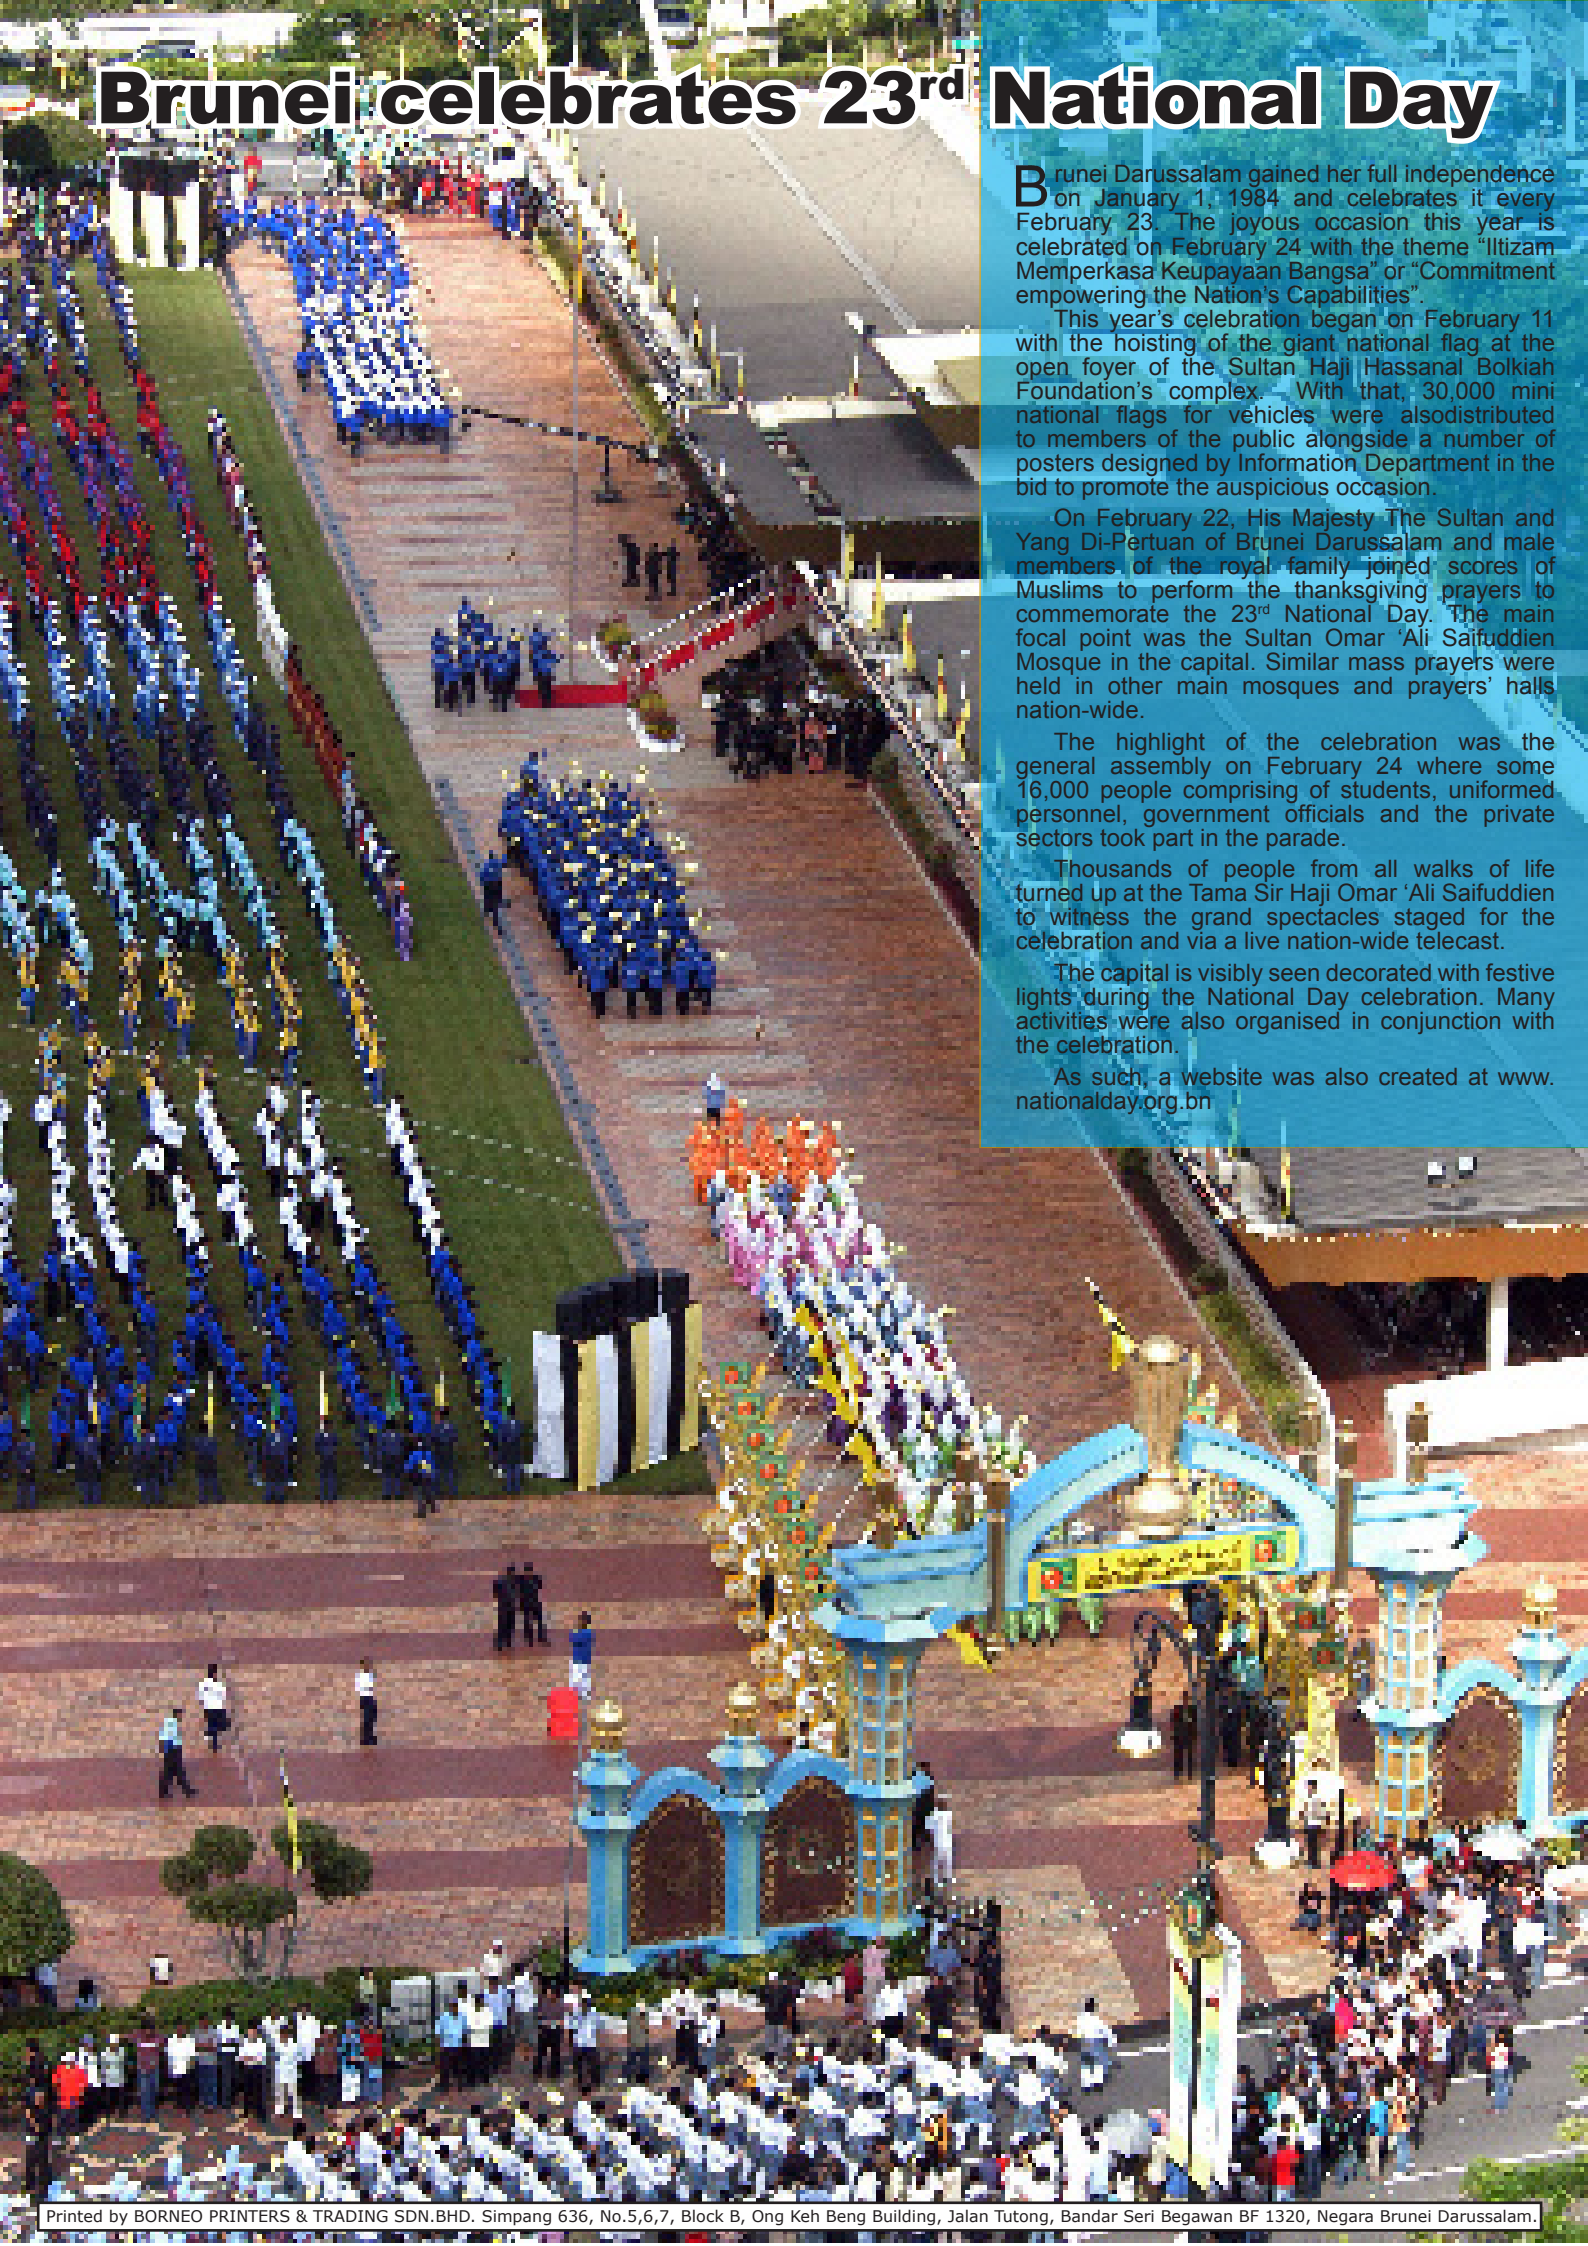 Brunei celebrates 23rd National Day
Brunei Darussalam gained her full independence
on January 1, 1984 and celebrates it every
February 23. The joyous occasion this year is
celebrated on February 24 with the theme “Iltizam
Memperkasa Keupayaan Bangsa” or “Commitment
empowering the Nation’s Capabilities”.
This year’s celebration began on February 11
with the hoisting of the giant national flag at the
open foyer of the Sultan Haji Hassanal Bolkiah
Foundation’s complex. With that, 30,000 mini
national flags for vehicles were alsodistributed
to members of the public alongside a number of
posters designed by Information Department in the
bid to promote the auspicious occasion.
On February 22, His Majesty The Sultan and
Yang Di-Pertuan of Brunei Darussalam and male
members of the royal family joined scores of
Muslims to perform the thanksgiving prayers to
commemorate the 23rd National Day. The main
focal point was the Sultan Omar ‘Ali Saifuddien
Mosque in the capital. Similar mass prayers were
held in other main mosques and prayers’ halls
nation-wide.
The highlight of the celebration was the
general assembly on February 24 where some
16,000 people comprising of students, uniformed
personnel, government officials and the private
sectors took part in the parade.
Thousands of people from all walks of life
turned up at the Tama Sir Haji Omar ‘Ali Saifuddien
to witness the grand spectacles staged for the
celebration and via a live nation-wide telecast.
The capital is visibly seen decorated with festive
lights during the National Day celebration. Many
activities were also organised in conjunction with
the celebration.
As such, a website was also created at www.
nationalday.org.bn
Printed by BORNEO PRINTERS & TRADING SDN.BHD. Simpang 636, No.5,6,7, Block B, Ong Keh Beng Building, Jalan Tutong, Bandar Seri Begawan BF 1320, Negara Brunei Darussalam.